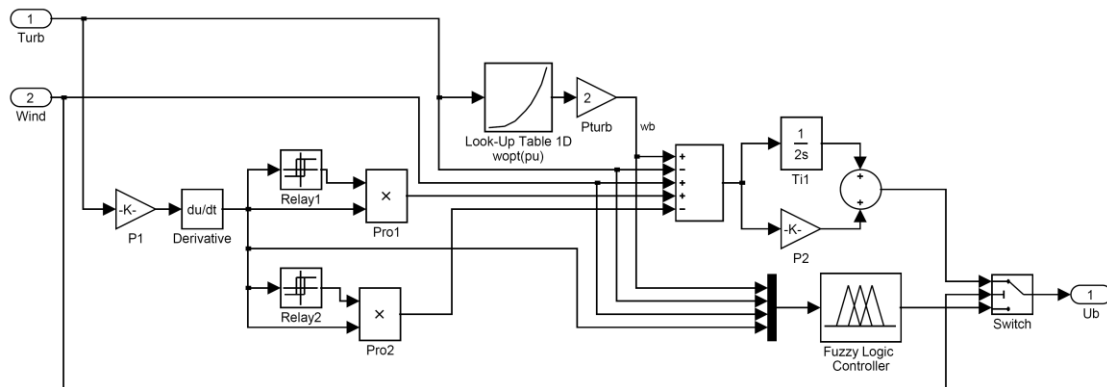 1
Turb
2
Wind
Look-Up Table 1D
wopt(pu)
2
Pturb
wb
+
−
+
+
−
1
2s
Ti1
+
+
-K-
P2
-K-
P1
du/dt
Derivative
Relay1
×
Pro1
Relay2
×
Pro2
Fuzzy Logic
Controller
Switch
1
Ub